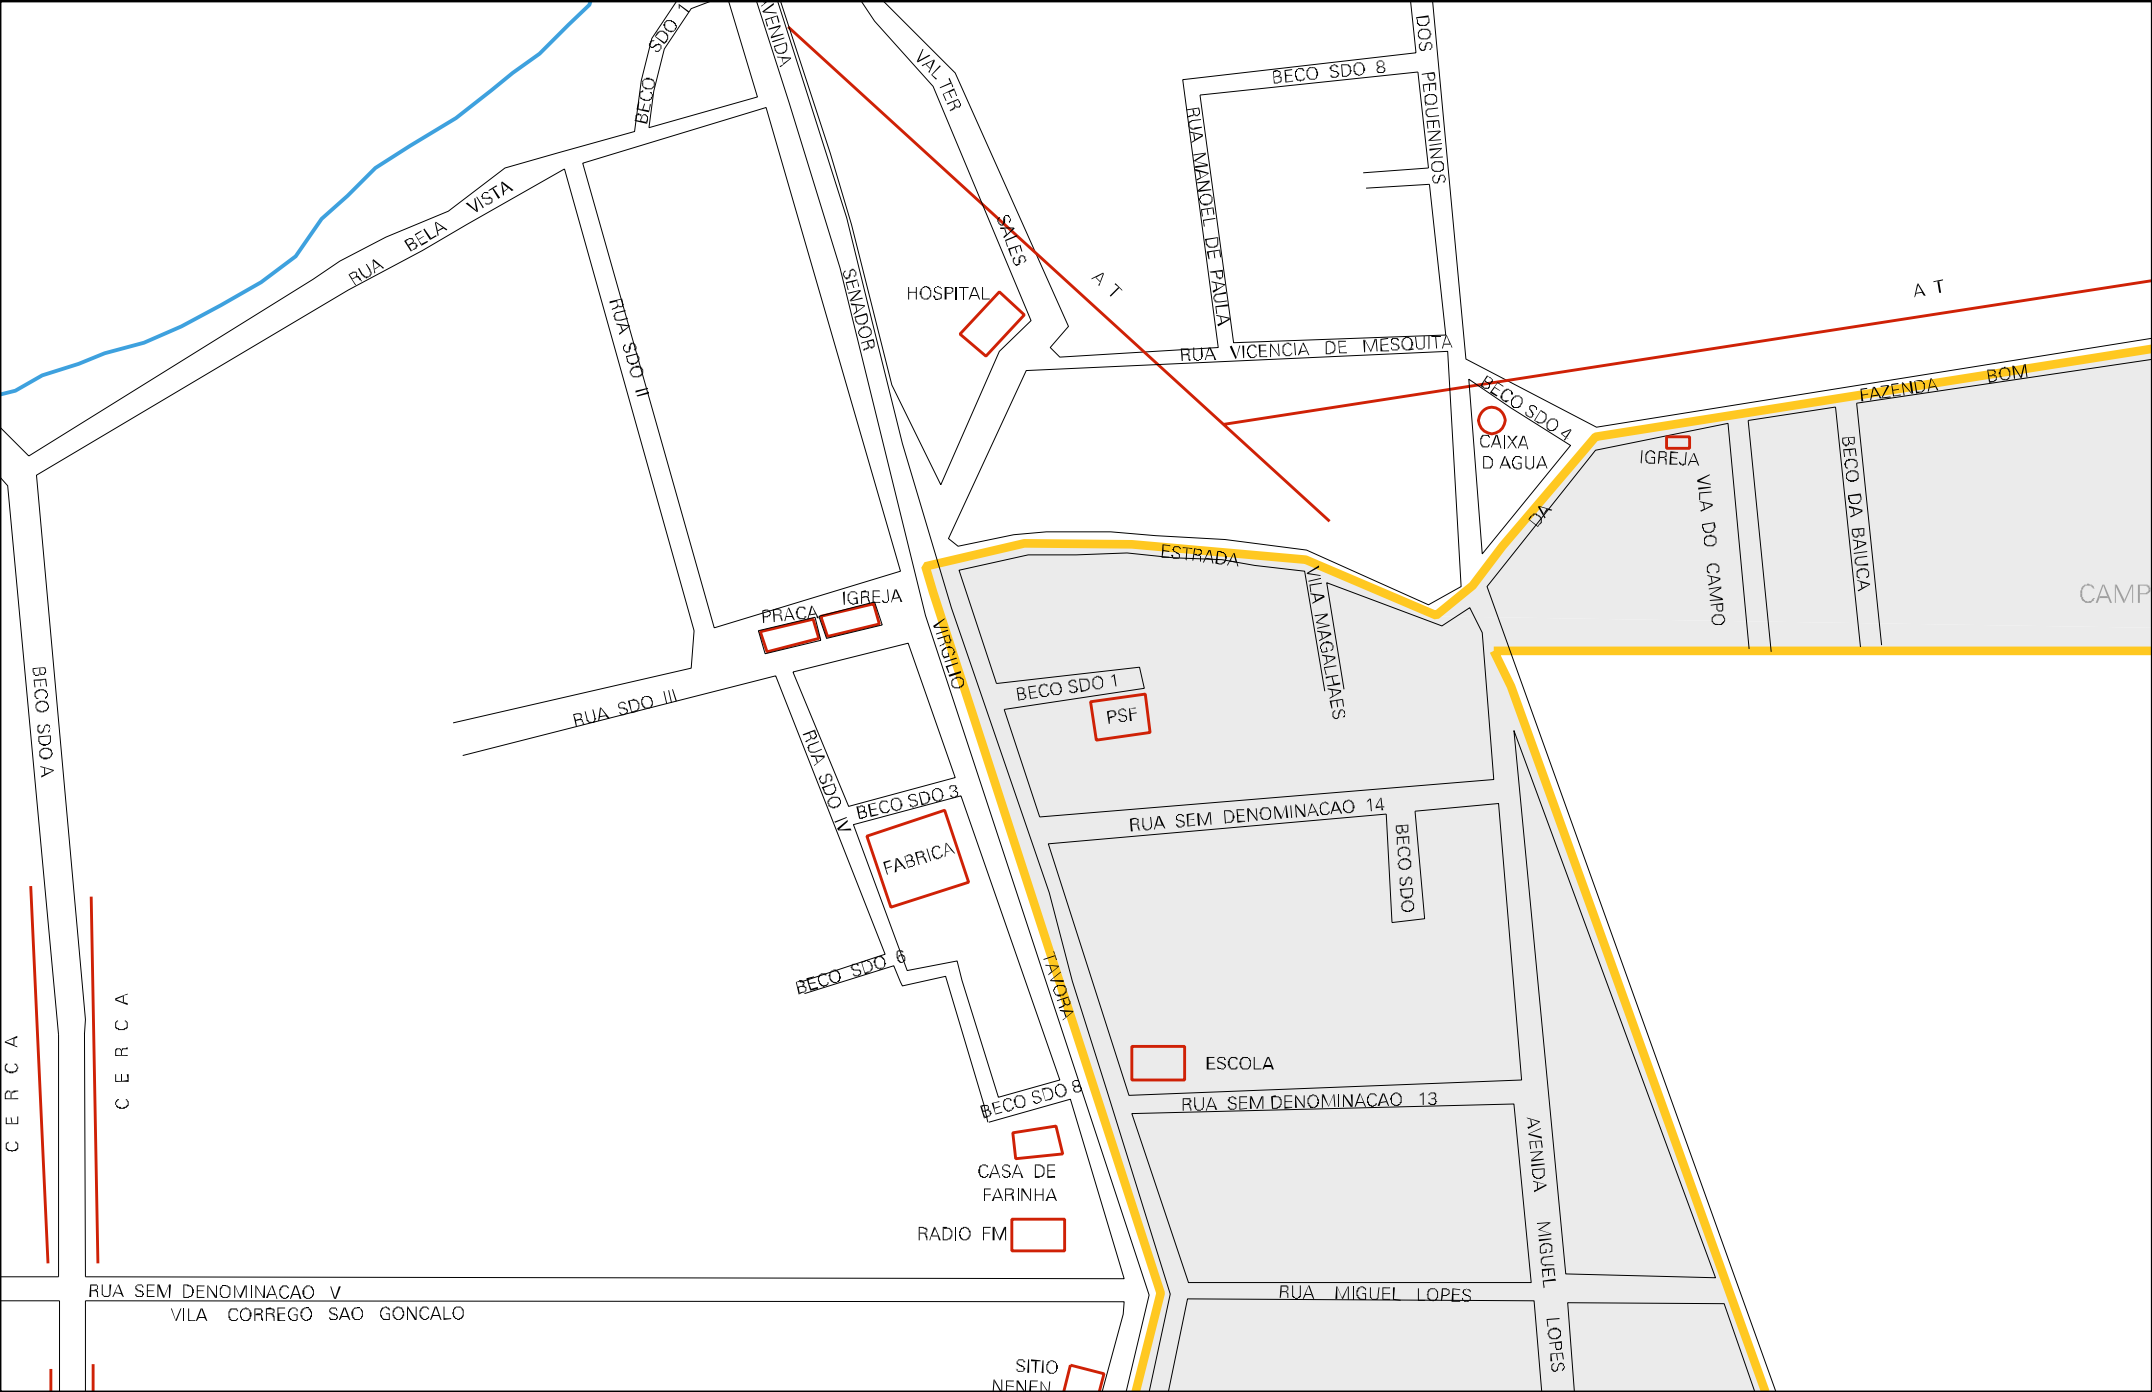 BECO SDO 1
AVENIDA SENADOR VIRGILIO TAVORA
VALTER SALES
DOS PEQUENINOS
BECO SDO 8
RUA MANOEL DE PAULA
RUA BELA VISTA
HOSPITAL
A T
A T
RUA SDO II
RUA VICENCIA DE MESQUITA
BECO SDO 4
CAIXA
D AGUA
ESTRADA DA FAZENDA BOM
IGREJA
VILA DO CAMPO
BECO DA BAIUCA
CAMP
PRACA
IGREJA
VILA MAGALHAES
BECO SDO A
RUA SDO III
BECO SDO 1
PSF
RUA SDO IV
BECO SDO 3
FABRICA
RUA SEM DENOMINACAO 14
BECO SDO
BECO SDO 6
CERCA
CERCA
ESCOLA
BECO SDO 8
RUA SEM DENOMINACAO 13
CASA DE
FARINHA
RADIO FM
AVENIDA MIGUEL LOPES
RUA SEM DENOMINACAO V
VILA CORREGO SAO GONCALO
RUA MIGUEL LOPES
SITIO
NENEN